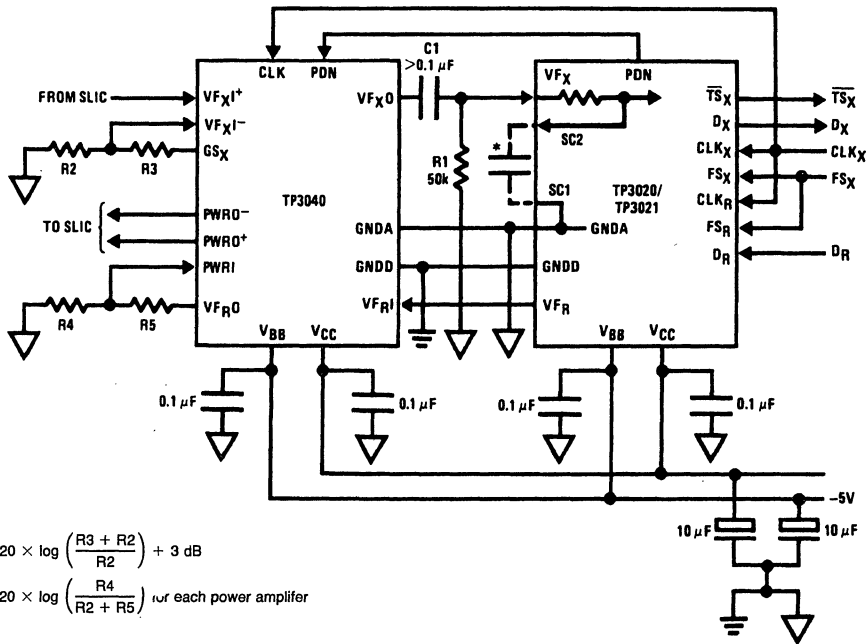 CLK
PDN
C1
>0.1 µF
VFX
PDN
FROM SLIC
VFXI+
VFXO
TSX
TSX
VFXI−
DX
DX
GSX
R2
R3
*
SC2
CLKX
CLKX
R1
50k
SC1
FSX
FSX
TP3040
TP3020/
TP3021
CLKR
TO SLIC
PWRO−
PWRO+
GNDA
GNDA
FSR
PWRI
GNDD
GNDD
DR
DR
R4
R5
VFRO
VFRI
VFR
VBB
VCC
VBB
VCC
0.1 µF
0.1 µF
0.1 µF
0.1 µF
−5V
10 µF
10 µF
20 × log (R3 + R2 / R2) + 3 dB
20 × log (R4 / R2 + R5) for each power amplifer